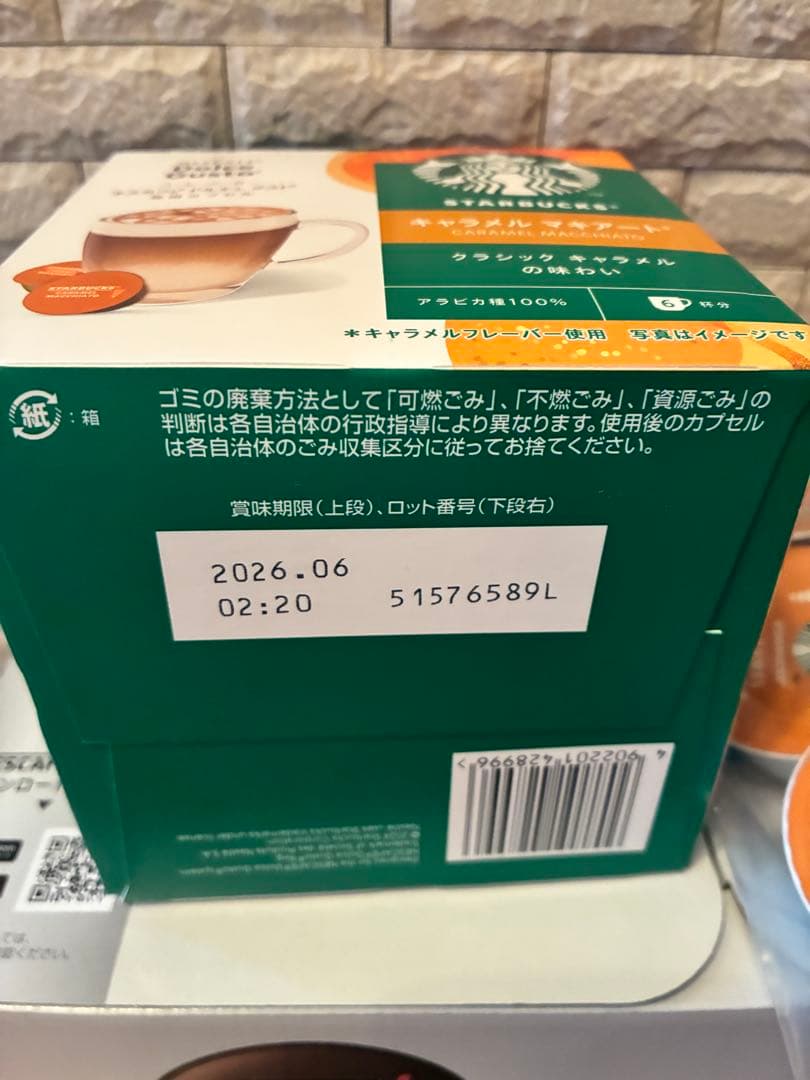 Dolce
Gusto
STARBUCKS
キャラメル マキアート
CARAMEL MACCHIATO
クラシック キャラメル
の味わい
アラビカ種100%
6 杯分
STARBUCKS
CARAMEL
MACCHIATO
*キャラメルフレーバー使用 写真はイメージです
紙:箱
ゴミの廃棄方法として「可燃ごみ」、「不燃ごみ」、「資源ごみ」の
判断は各自治体の行政指導により異なります。使用後のカプセル
は各自治体のごみ収集区分に従ってお捨てください。
賞味期限(上段)、ロット番号(下段右)
2026.06
02:20 51576589L
4 902201 428996 >